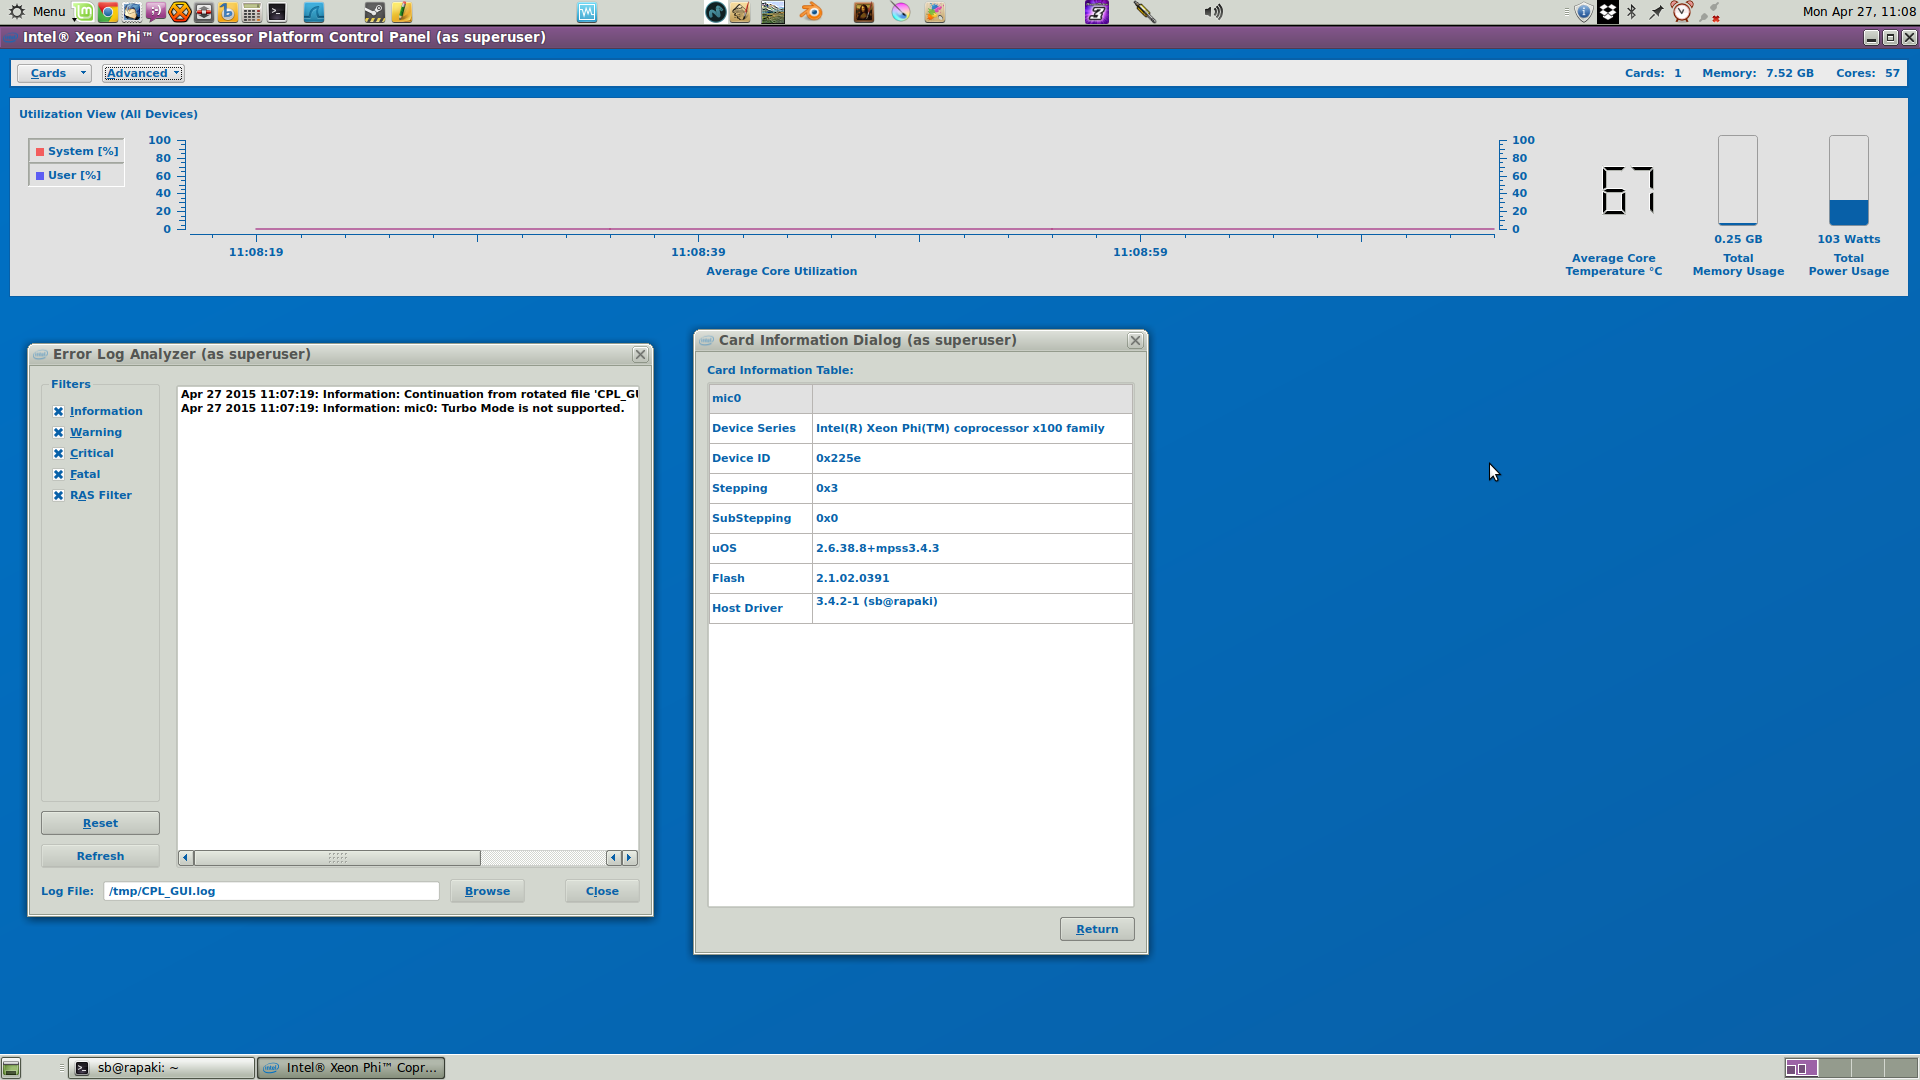 Menu
Mon Apr 27, 11:08
Intel® Xeon Phi™ Coprocessor Platform Control Panel (as superuser)
Cards Advanced Cards: 1 Memory: 7.52 GB Cores: 57
Utilization View (All Devices)
System [%]
User [%]
100
80
60
40
20
0
100
80
60
40
20
0
11:08:19 11:08:39 11:08:59
Average Core Utilization
67
Average Core
Temperature °C
0.25 GB
Total
Memory Usage
103 Watts
Total
Power Usage
Error Log Analyzer (as superuser)
Filters
Information
Warning
Critical
Fatal
RAS Filter
Apr 27 2015 11:07:19: Information: Continuation from rotated file 'CPL_GU
Apr 27 2015 11:07:19: Information: mic0: Turbo Mode is not supported.
Reset
Refresh
Log File: /tmp/CPL_GUI.log Browse Close
Card Information Dialog (as superuser)
Card Information Table:
mic0
Device Series Intel(R) Xeon Phi(TM) coprocessor x100 family
Device ID 0x225e
Stepping 0x3
SubStepping 0x0
uOS 2.6.38.8+mpss3.4.3
Flash 2.1.02.0391
Host Driver 3.4.2-1 (sb@rapaki)
Return
sb@rapaki: ~
Intel® Xeon Phi™ Copr...